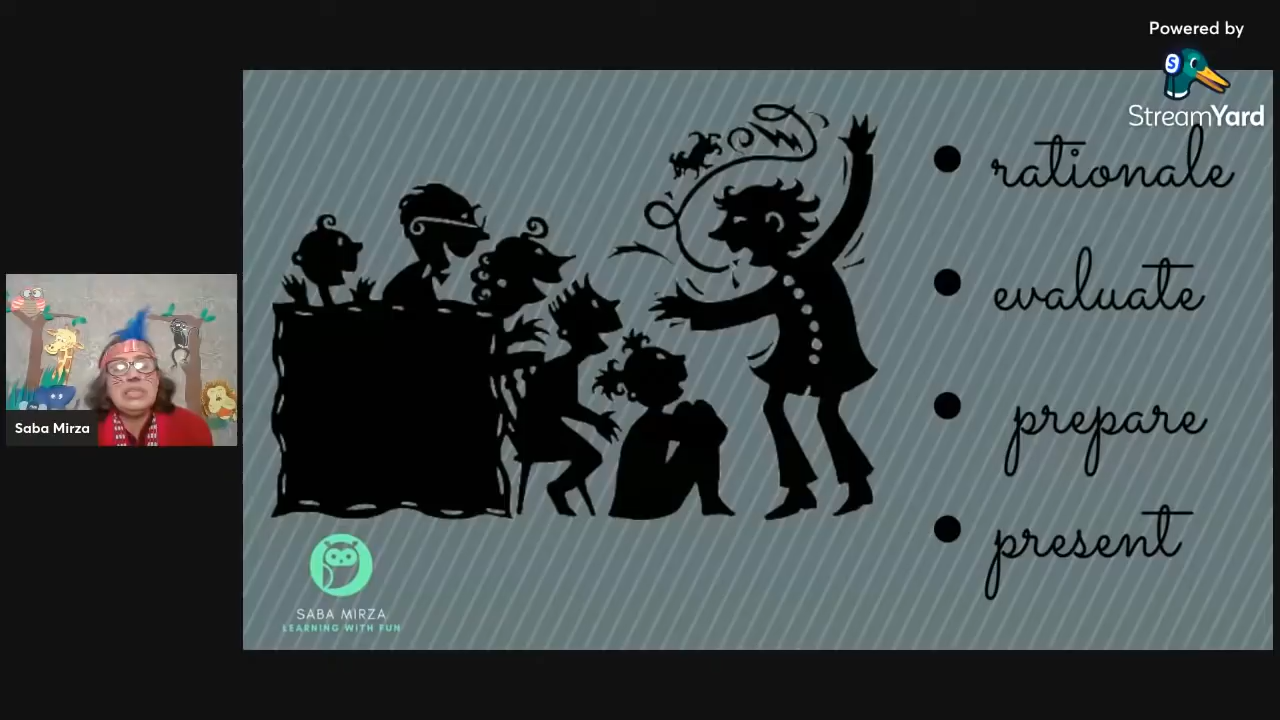 Powered by
StreamYard
rationale
evaluate
prepare
present
Saba Mirza
SABA MIRZA
LEARNING WITH FUN